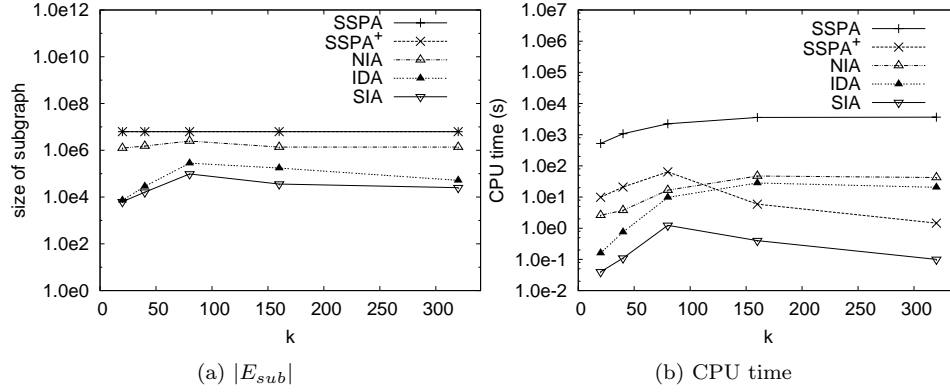 1.0e12
1.0e10
1.0e8
1.0e6
1.0e4
1.0e2
1.0e0
size of subgraph
0 50 100 150 200 250 300
k
SSPA
SSPA+
NIA
IDA
SIA
(a) |E_sub|
1.0e7
1.0e6
1.0e5
1.0e4
1.0e3
1.0e2
1.0e1
1.0e0
1.0e-1
1.0e-2
CPU time (s)
0 50 100 150 200 250 300
k
SSPA
SSPA+
NIA
IDA
SIA
(b) CPU time